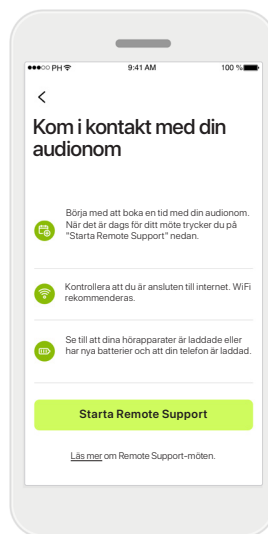 PH 9:41 AM 100 %
Kom i kontakt med din
audionom
Börja med att boka en tid med din audionom.
När det är dags för ditt möte trycker du på
"Starta Remote Support" nedan.
Kontrollera att du är ansluten till internet. WiFi
rekommenderas.
Se till att dina hörapparater är laddade eller
har nya batterier och att din telefon är laddad.
Starta Remote Support
Läs mer om Remote Support-möten.